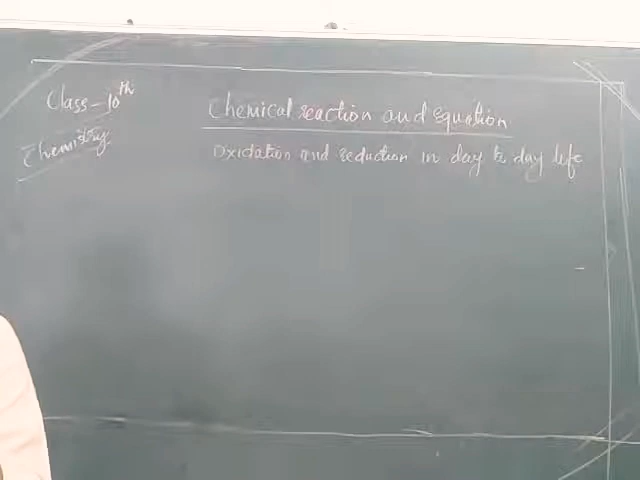 Class - 10th
Chemistry
Chemical reaction and Equation
Oxidation and reduction in day to day life